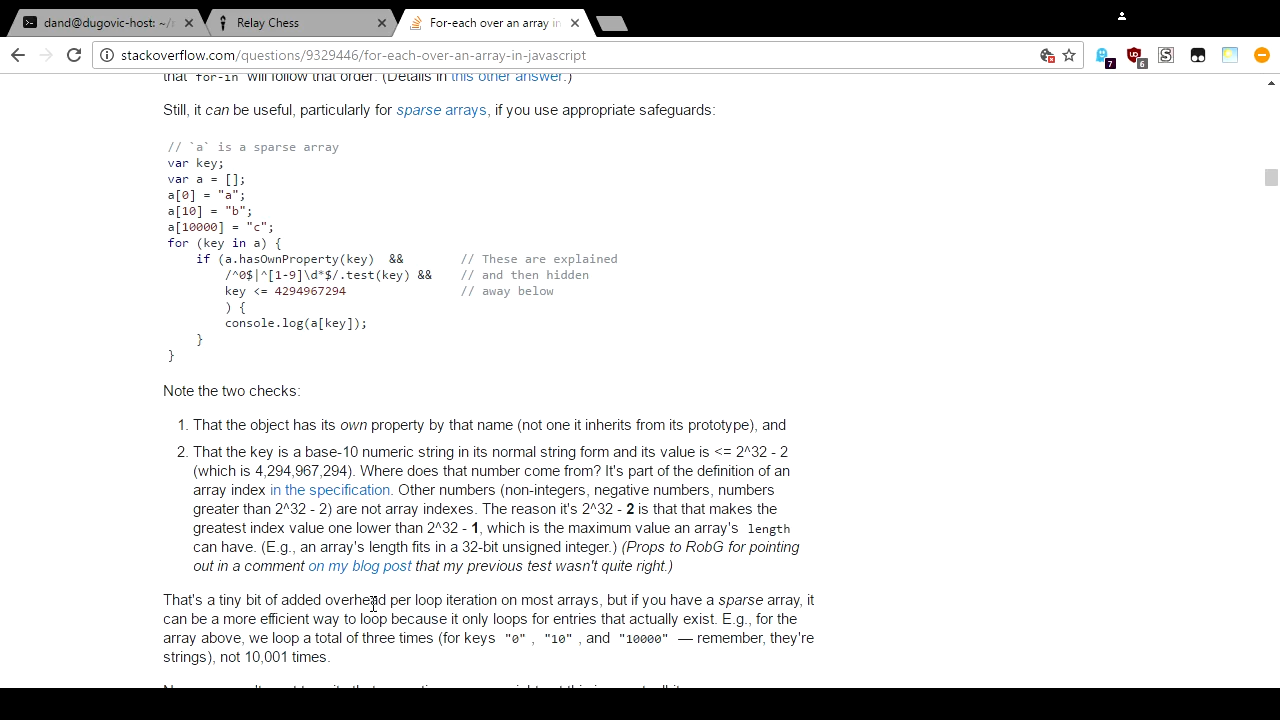 dand@dugovic-host: ~/
Relay Chess
For-each over an array in
stackoverflow.com/questions/9329446/for-each-over-an-array-in-javascript
7
6
that for-in will follow that order. (Details in this other answer.)
Still, it can be useful, particularly for sparse arrays, if you use appropriate safeguards:
// `a` is a sparse array
var key;
var a = [];
a[0] = "a";
a[10] = "b";
a[10000] = "c";
for (key in a) {
if (a.hasOwnProperty(key) && // These are explained
/^0$|^[1-9]\d*$/.test(key) && // and then hidden
key <= 4294967294 // away below
) {
console.log(a[key]);
}
}
Note the two checks:
1. That the object has its own property by that name (not one it inherits from its prototype), and
2. That the key is a base-10 numeric string in its normal string form and its value is <= 2^32 - 2
(which is 4,294,967,294). Where does that number come from? It's part of the definition of an
array index in the specification. Other numbers (non-integers, negative numbers, numbers
greater than 2^32 - 2) are not array indexes. The reason it's 2^32 - 2 is that that makes the
greatest index value one lower than 2^32 - 1, which is the maximum value an array's length
can have. (E.g., an array's length fits in a 32-bit unsigned integer.) (Props to RobG for pointing
out in a comment on my blog post that my previous test wasn't quite right.)
That's a tiny bit of added overhead per loop iteration on most arrays, but if you have a sparse array, it
can be a more efficient way to loop because it only loops for entries that actually exist. E.g., for the
array above, we loop a total of three times (for keys "0", "10", and "10000" — remember, they're
strings), not 10,001 times.